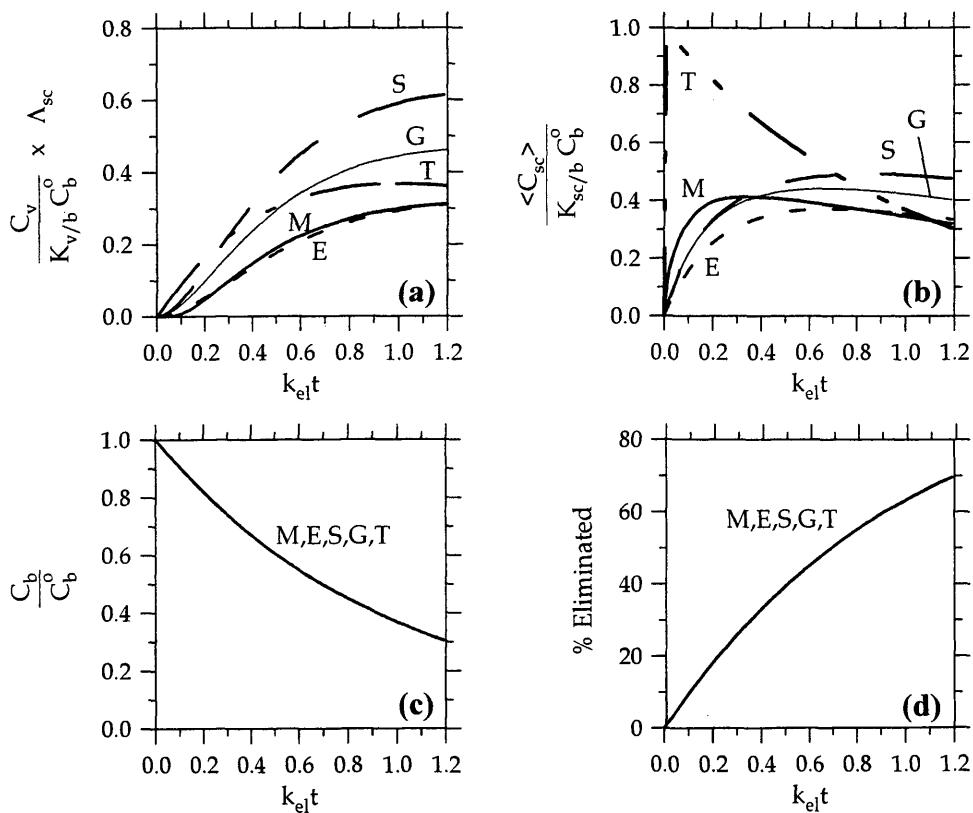 0.8
0.6
0.4
0.2
0.0
0.0 0.2 0.4 0.6 0.8 1.0 1.2
k_el t
C_v
K_v/b C_b^o
x Λ_sc
S
G
T
M
E
(a)
1.0
0.8
0.6
0.4
0.2
0.0
0.0 0.2 0.4 0.6 0.8 1.0 1.2
k_el t
<C_sc>
K_sc/b C_b^o
T
G
S
M
E
(b)
1.0
0.8
0.6
0.4
0.2
0.0
0.0 0.2 0.4 0.6 0.8 1.0 1.2
k_el t
C_b
C_b^o
M,E,S,G,T
(c)
80
60
40
20
0
0.0 0.2 0.4 0.6 0.8 1.0 1.2
k_el t
% Eliminated
M,E,S,G,T
(d)